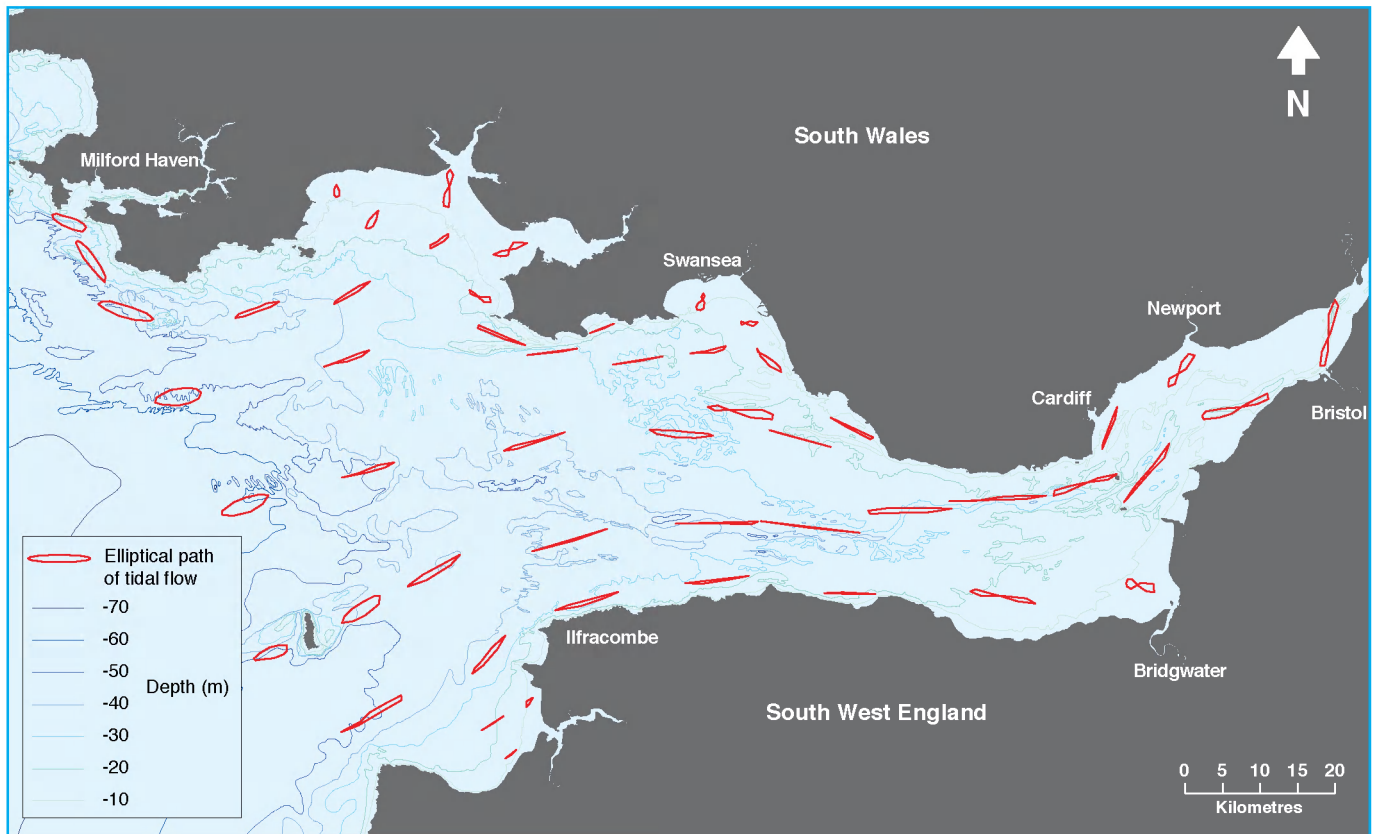 N
South Wales
Milford Haven
Swansea
Newport
Cardiff
Bristol
Elliptical path
of tidal flow
-70
-60
-50
Depth (m)
-40
-30
-20
-10
Ilfracombe
Bridgwater
South West England
0 5 10 15 20
Kilometres